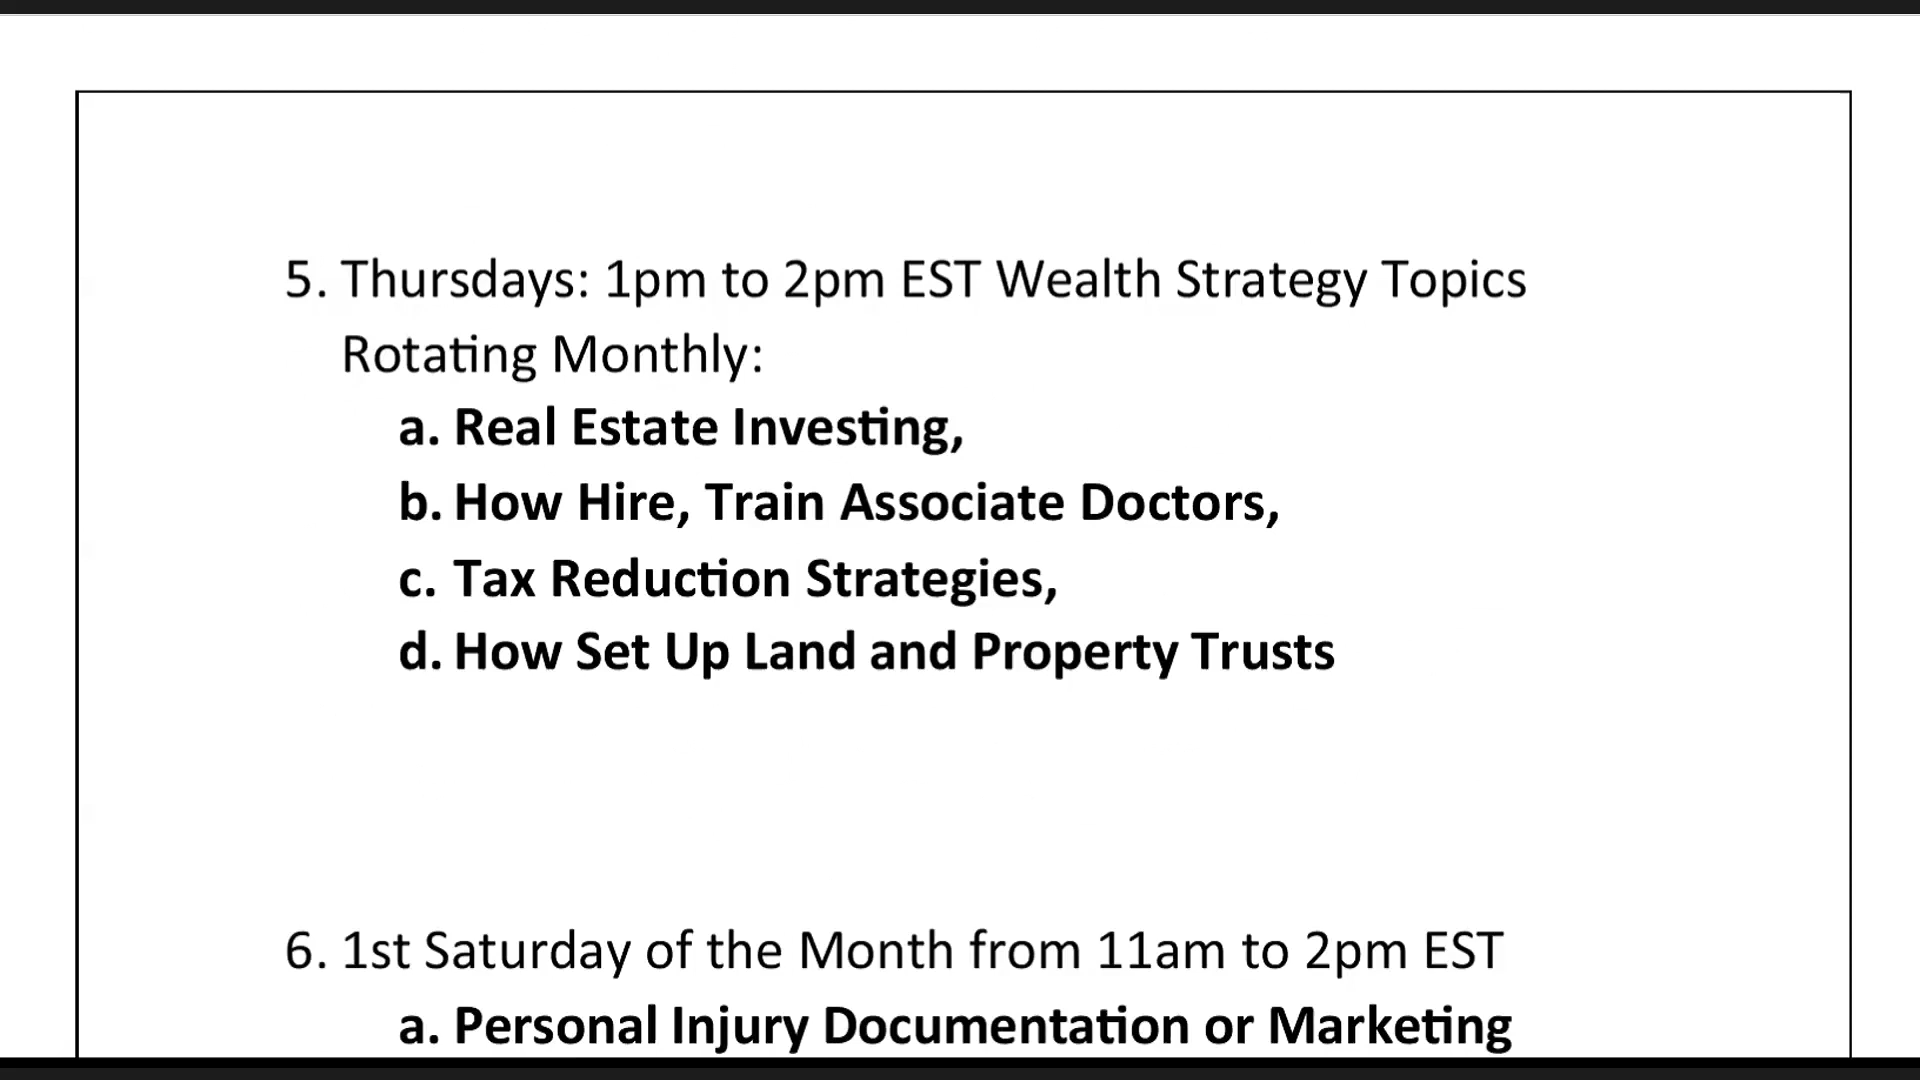 5. Thursdays: 1pm to 2pm EST Wealth Strategy Topics
Rotating Monthly:
a. Real Estate Investing,
b. How Hire, Train Associate Doctors,
c. Tax Reduction Strategies,
d. How Set Up Land and Property Trusts
6. 1st Saturday of the Month from 11am to 2pm EST
a. Personal Injury Documentation or Marketing